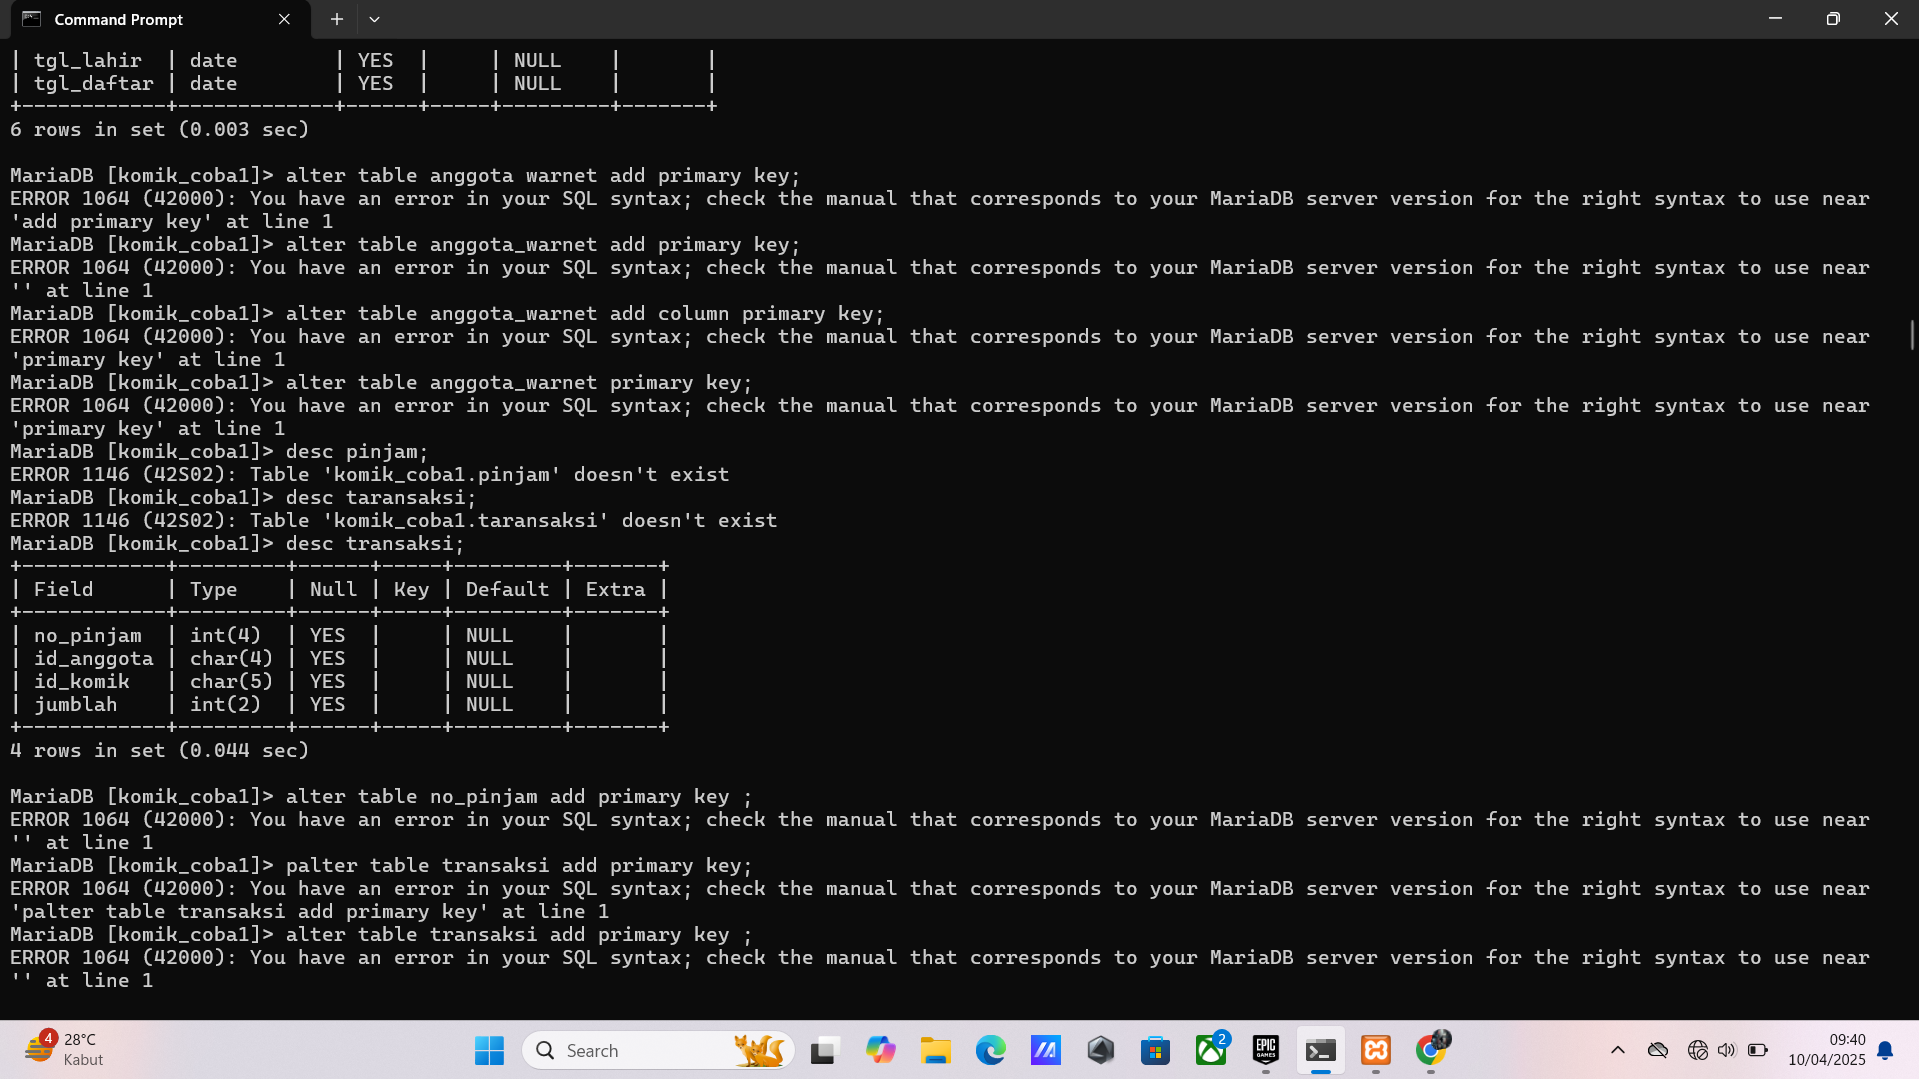 Command Prompt
| tgl_lahir  | date        | YES  |     | NULL    |       |
| tgl_daftar | date        | YES  |     | NULL    |       |
+------------+-------------+------+-----+---------+-------+
6 rows in set (0.003 sec)
MariaDB [komik_coba1]> alter table anggota warnet add primary key;
ERROR 1064 (42000): You have an error in your SQL syntax; check the manual that corresponds to your MariaDB server version for the right syntax to use near
'add primary key' at line 1
MariaDB [komik_coba1]> alter table anggota_warnet add primary key;
ERROR 1064 (42000): You have an error in your SQL syntax; check the manual that corresponds to your MariaDB server version for the right syntax to use near
'' at line 1
MariaDB [komik_coba1]> alter table anggota_warnet add column primary key;
ERROR 1064 (42000): You have an error in your SQL syntax; check the manual that corresponds to your MariaDB server version for the right syntax to use near
'primary key' at line 1
MariaDB [komik_coba1]> alter table anggota_warnet primary key;
ERROR 1064 (42000): You have an error in your SQL syntax; check the manual that corresponds to your MariaDB server version for the right syntax to use near
'primary key' at line 1
MariaDB [komik_coba1]> desc pinjam;
ERROR 1146 (42S02): Table 'komik_coba1.pinjam' doesn't exist
MariaDB [komik_coba1]> desc taransaksi;
ERROR 1146 (42S02): Table 'komik_coba1.taransaksi' doesn't exist
MariaDB [komik_coba1]> desc transaksi;
+------------+---------+------+-----+---------+-------+
| Field      | Type    | Null | Key | Default | Extra |
+------------+---------+------+-----+---------+-------+
| no_pinjam  | int(4)  | YES  |     | NULL    |       |
| id_anggota | char(4) | YES  |     | NULL    |       |
| id_komik   | char(5) | YES  |     | NULL    |       |
| jumblah    | int(2)  | YES  |     | NULL    |       |
+------------+---------+------+-----+---------+-------+
4 rows in set (0.044 sec)
MariaDB [komik_coba1]> alter table no_pinjam add primary key ;
ERROR 1064 (42000): You have an error in your SQL syntax; check the manual that corresponds to your MariaDB server version for the right syntax to use near
'' at line 1
MariaDB [komik_coba1]> palter table transaksi add primary key;
ERROR 1064 (42000): You have an error in your SQL syntax; check the manual that corresponds to your MariaDB server version for the right syntax to use near
'palter table transaksi add primary key' at line 1
MariaDB [komik_coba1]> alter table transaksi add primary key ;
ERROR 1064 (42000): You have an error in your SQL syntax; check the manual that corresponds to your MariaDB server version for the right syntax to use near
'' at line 1
4
28°C
Kabut
Search
2
EPIC
GAMES
09:40
10/04/2025